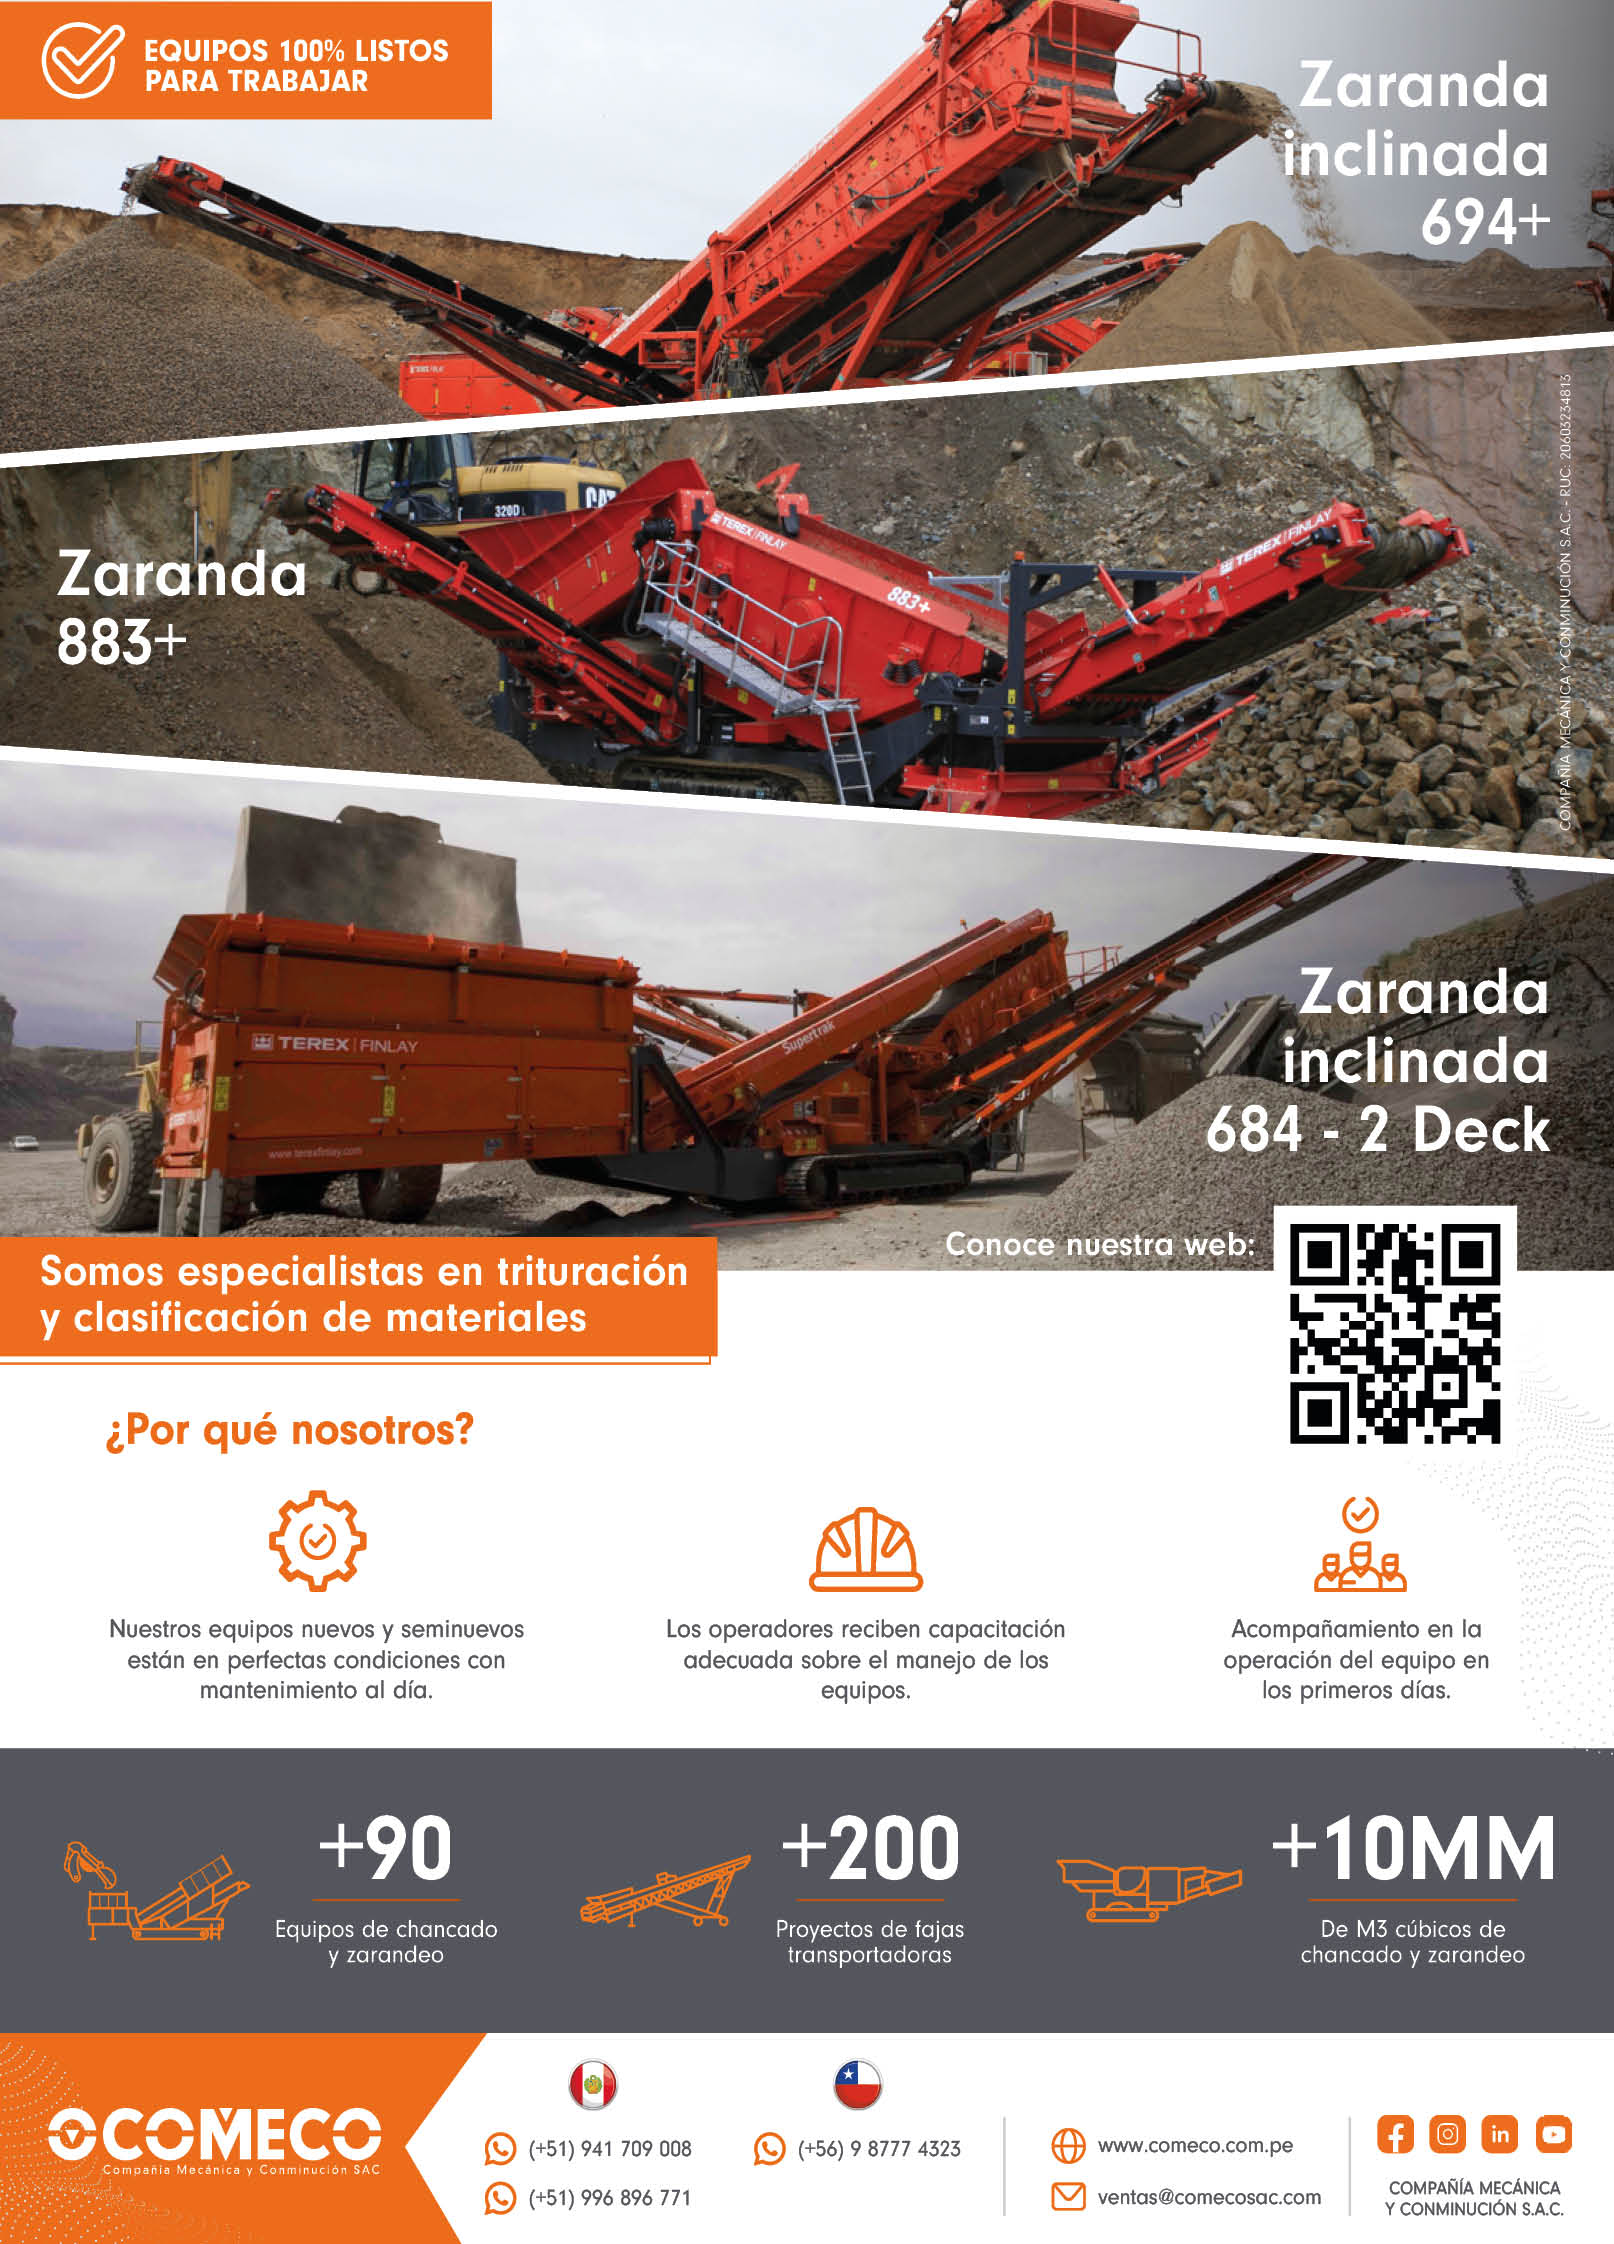 EQUIPOS 100% LISTOS
PARA TRABAJAR
Zaranda
inclinada
694+
TEREX | FINLAY
COMPAÑÍA MECÁNICA Y CONMINUCIÓN S.A.C. - RUC: 20603234813
CAT
320D L
TEREX | FINLAY
TEREX | FINLAY
883+
Zaranda
883+
TEREX | FINLAY
Supertrak
www.terexfinlay.com
Zaranda
inclinada
684 - 2 Deck
Conoce nuestra web:
Somos especialistas en trituración
y clasificación de materiales
¿Por qué nosotros?
Nuestros equipos nuevos y seminuevos
están en perfectas condiciones con
mantenimiento al día.
Los operadores reciben capacitación
adecuada sobre el manejo de los
equipos.
Acompañamiento en la
operación del equipo en
los primeros días.
+90
Equipos de chancado
y zarandeo
+200
Proyectos de fajas
transportadoras
+10MM
De M3 cúbicos de
chancado y zarandeo
COMECO
Compañía Mecánica y Conminución SAC
(+51) 941 709 008
(+51) 996 896 771
(+56) 9 8777 4323
www.comeco.com.pe
ventas@comecosac.com
COMPAÑÍA MECÁNICA
Y CONMINUCIÓN S.A.C.